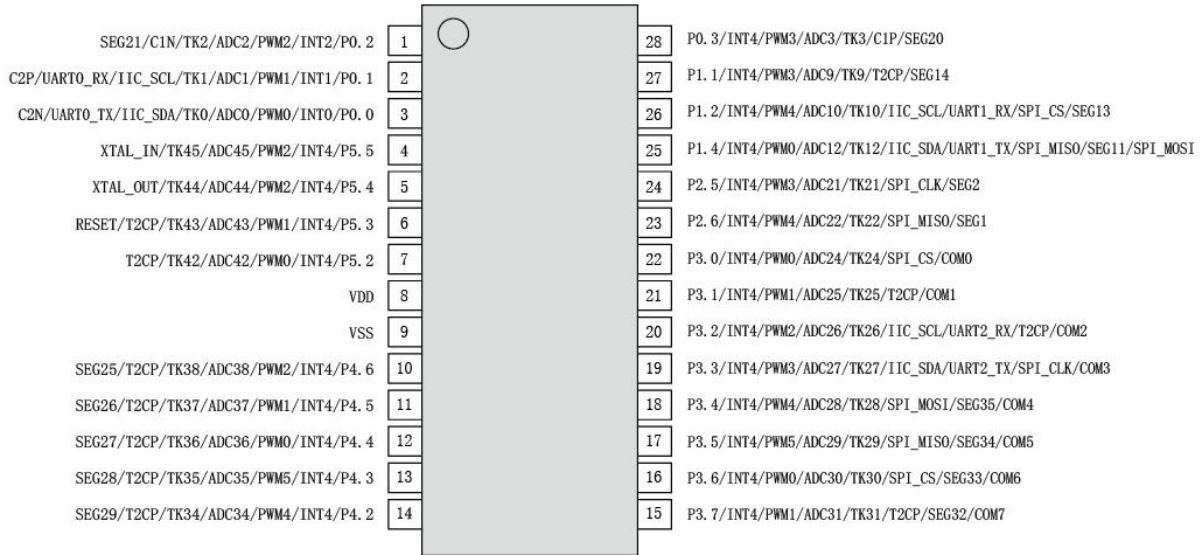 SEG21/C1N/TK2/ADC2/PWM2/INT2/P0.2 1
C2P/UART0_RX/IIC_SCL/TK1/ADC1/PWM1/INT1/P0.1 2
C2N/UART0_TX/IIC_SDA/TK0/ADC0/PWM0/INT0/P0.0 3
XTAL_IN/TK45/ADC45/PWM2/INT4/P5.5 4
XTAL_OUT/TK44/ADC44/PWM2/INT4/P5.4 5
RESET/T2CP/TK43/ADC43/PWM1/INT4/P5.3 6
T2CP/TK42/ADC42/PWM0/INT4/P5.2 7
VDD 8
VSS 9
SEG25/T2CP/TK38/ADC38/PWM2/INT4/P4.6 10
SEG26/T2CP/TK37/ADC37/PWM1/INT4/P4.5 11
SEG27/T2CP/TK36/ADC36/PWM0/INT4/P4.4 12
SEG28/T2CP/TK35/ADC35/PWM5/INT4/P4.3 13
SEG29/T2CP/TK34/ADC34/PWM4/INT4/P4.2 14
28 P0.3/INT4/PWM3/ADC3/TK3/C1P/SEG20
27 P1.1/INT4/PWM3/ADC9/TK9/T2CP/SEG14
26 P1.2/INT4/PWM4/ADC10/TK10/IIC_SCL/UART1_RX/SPI_CS/SEG13
25 P1.4/INT4/PWM0/ADC12/TK12/IIC_SDA/UART1_TX/SPI_MISO/SEG11/SPI_MOSI
24 P2.5/INT4/PWM3/ADC21/TK21/SPI_CLK/SEG2
23 P2.6/INT4/PWM4/ADC22/TK22/SPI_MISO/SEG1
22 P3.0/INT4/PWM0/ADC24/TK24/SPI_CS/COM0
21 P3.1/INT4/PWM1/ADC25/TK25/T2CP/COM1
20 P3.2/INT4/PWM2/ADC26/TK26/IIC_SCL/UART2_RX/T2CP/COM2
19 P3.3/INT4/PWM3/ADC27/TK27/IIC_SDA/UART2_TX/SPI_CLK/COM3
18 P3.4/INT4/PWM4/ADC28/TK28/SPI_MOSI/SEG35/COM4
17 P3.5/INT4/PWM5/ADC29/TK29/SPI_MISO/SEG34/COM5
16 P3.6/INT4/PWM0/ADC30/TK30/SPI_CS/SEG33/COM6
15 P3.7/INT4/PWM1/ADC31/TK31/T2CP/SEG32/COM7